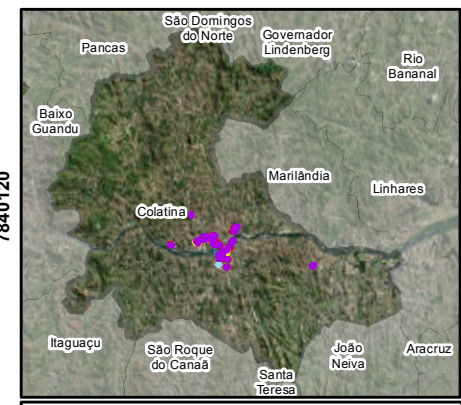 São Domingos
do Norte
Governador
Lindenberg
Pancas
Rio
Bananal
Baixo
Guandu
Marilândia
Linhares
Colatina
7840120
Itaguaçu
São Roque
do Canaã
João
Neiva
Aracruz
Santa
Teresa